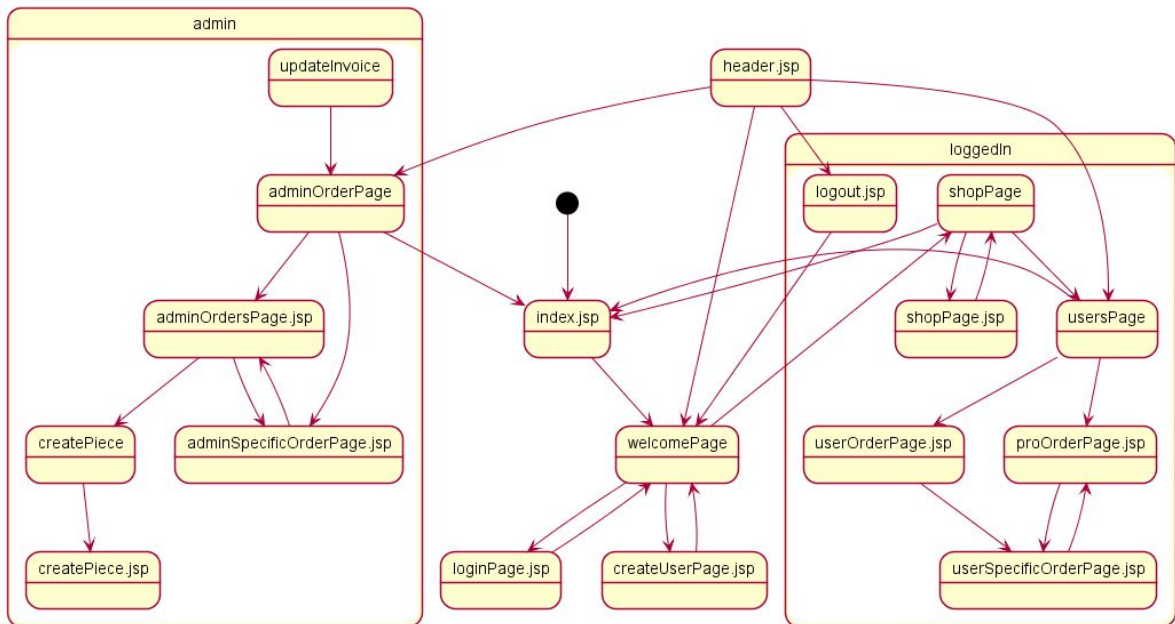 admin
updateInvoice
header.jsp
loggedIn
adminOrderPage
logout.jsp
shopPage
adminOrdersPage.jsp
index.jsp
shopPage.jsp
usersPage
createPiece
adminSpecificOrderPage.jsp
welcomePage
userOrderPage.jsp
proOrderPage.jsp
createPiece.jsp
loginPage.jsp
createUserPage.jsp
userSpecificOrderPage.jsp